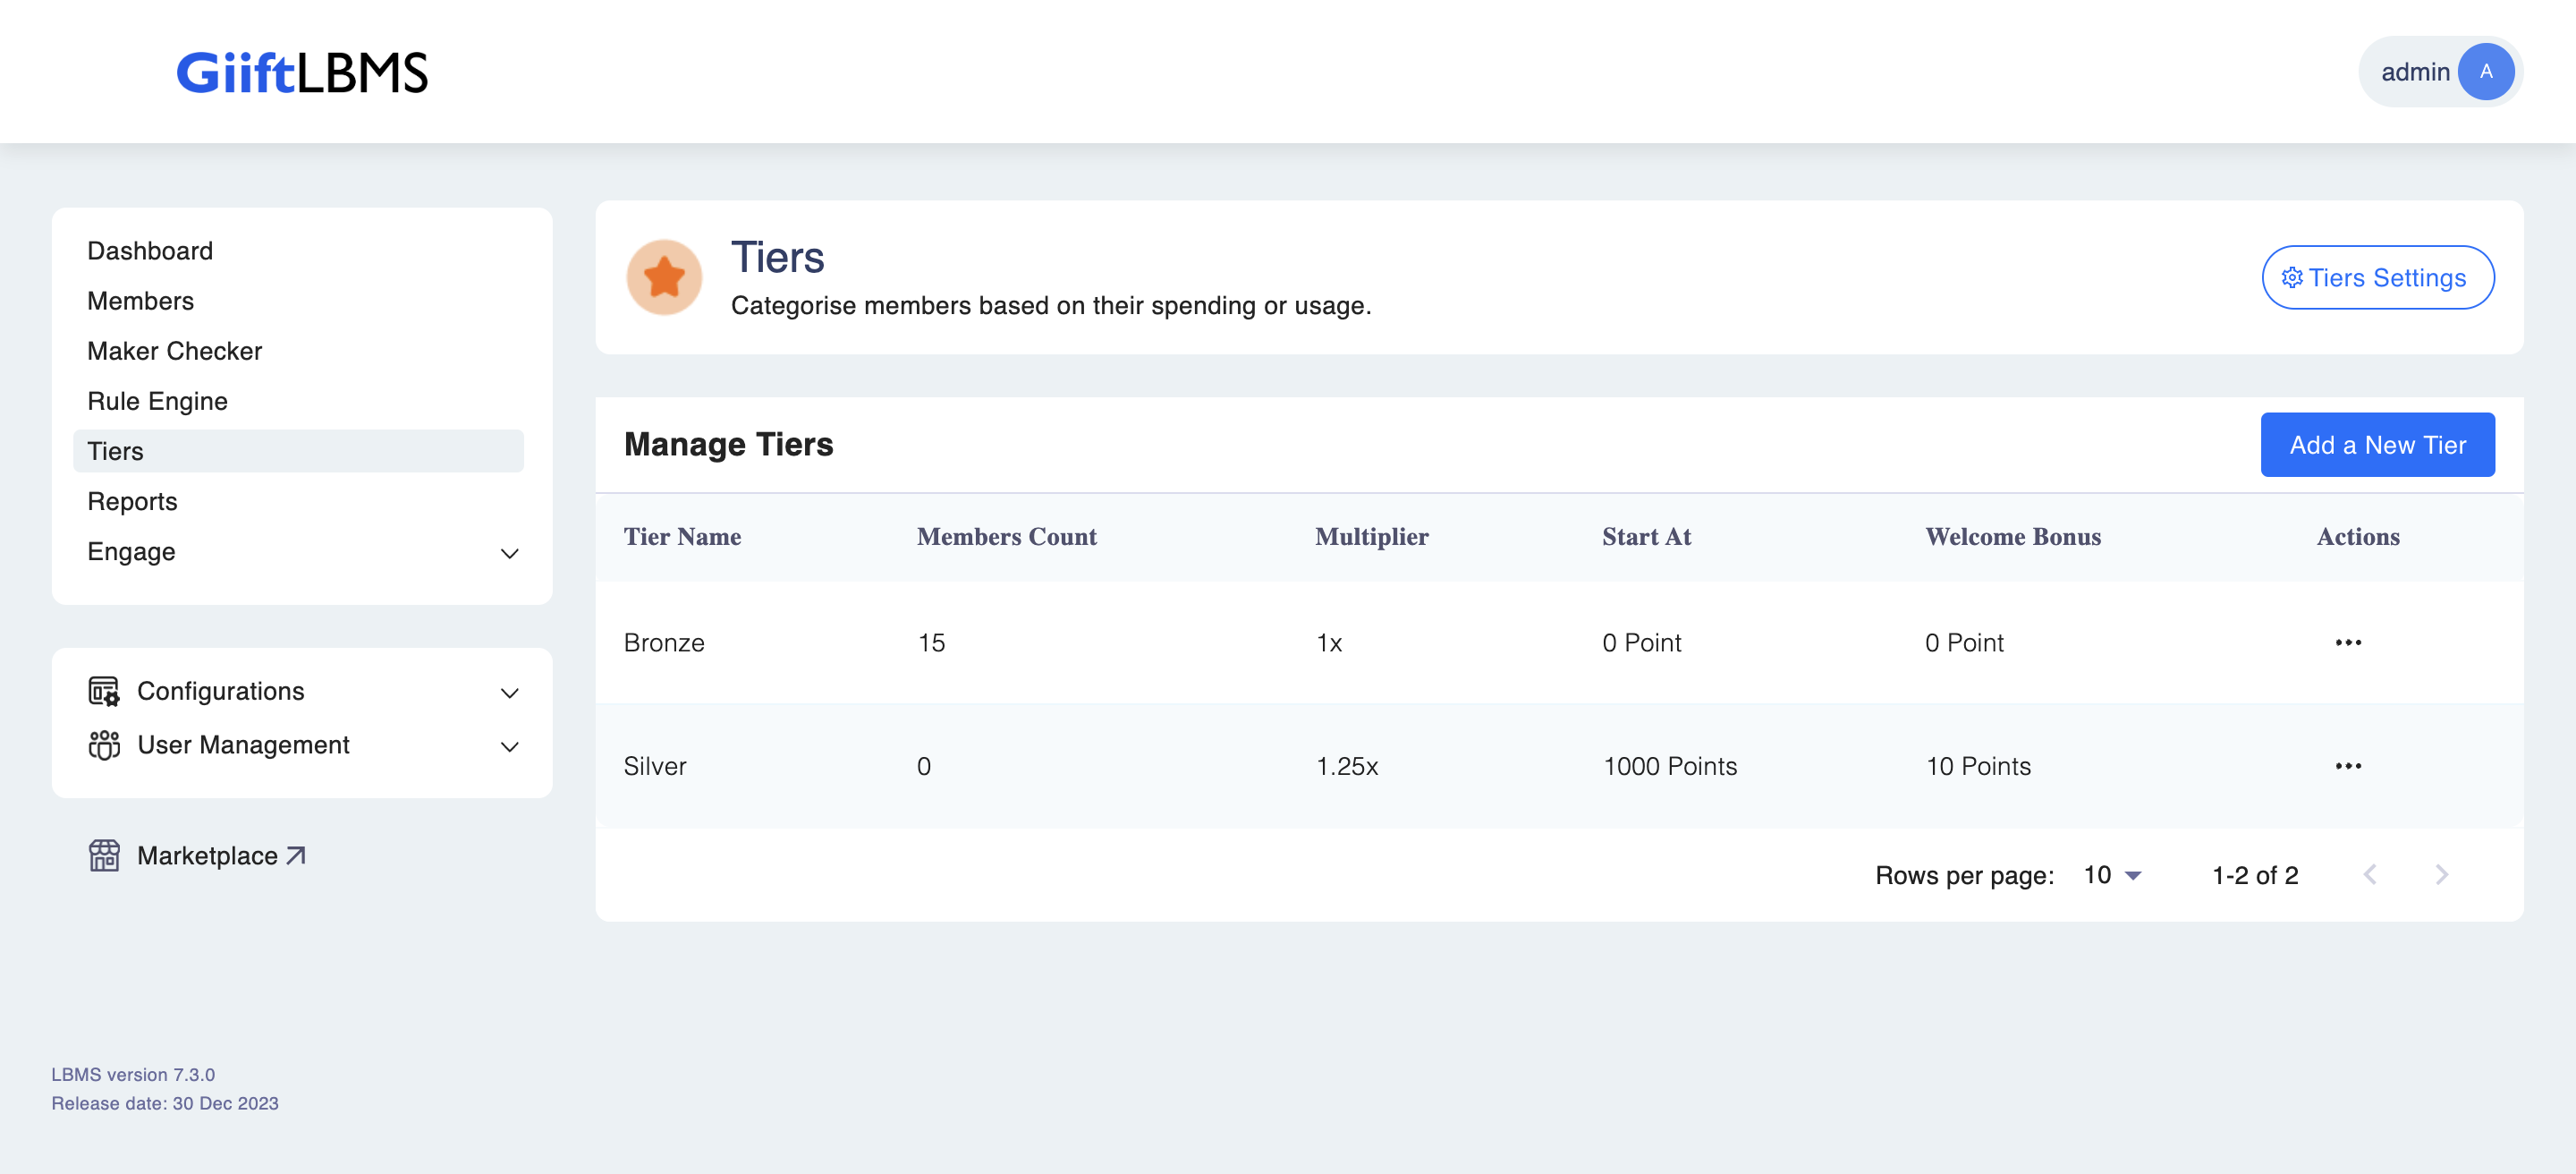 GiiftLBMS
admin A
Dashboard
Members
Maker Checker
Rule Engine
Tiers
Reports
Engage
Configurations
User Management
Marketplace
LBMS version 7.3.0
Release date: 30 Dec 2023
Tiers
Categorise members based on their spending or usage.
Tiers Settings
Manage Tiers
Add a New Tier
Tier Name Members Count Multiplier Start At Welcome Bonus Actions
Bronze 15 1x 0 Point 0 Point
Silver 0 1.25x 1000 Points 10 Points
Rows per page: 10 1-2 of 2